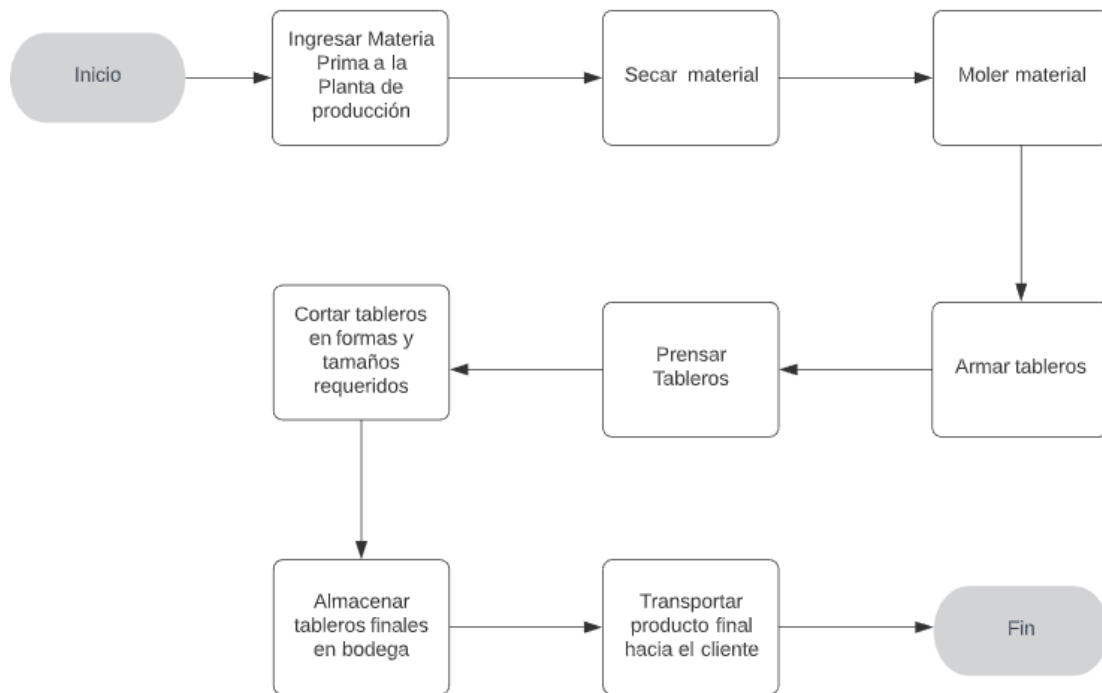 Inicio
Ingresar Materia
Prima a la
Planta de
producción
Secar material
Moler material
Armar tableros
Prensar
Tableros
Cortar tableros
en formas y
tamaños
requeridos
Almacenar
tableros finales
en bodega
Transportar
producto final
hacia el cliente
Fin